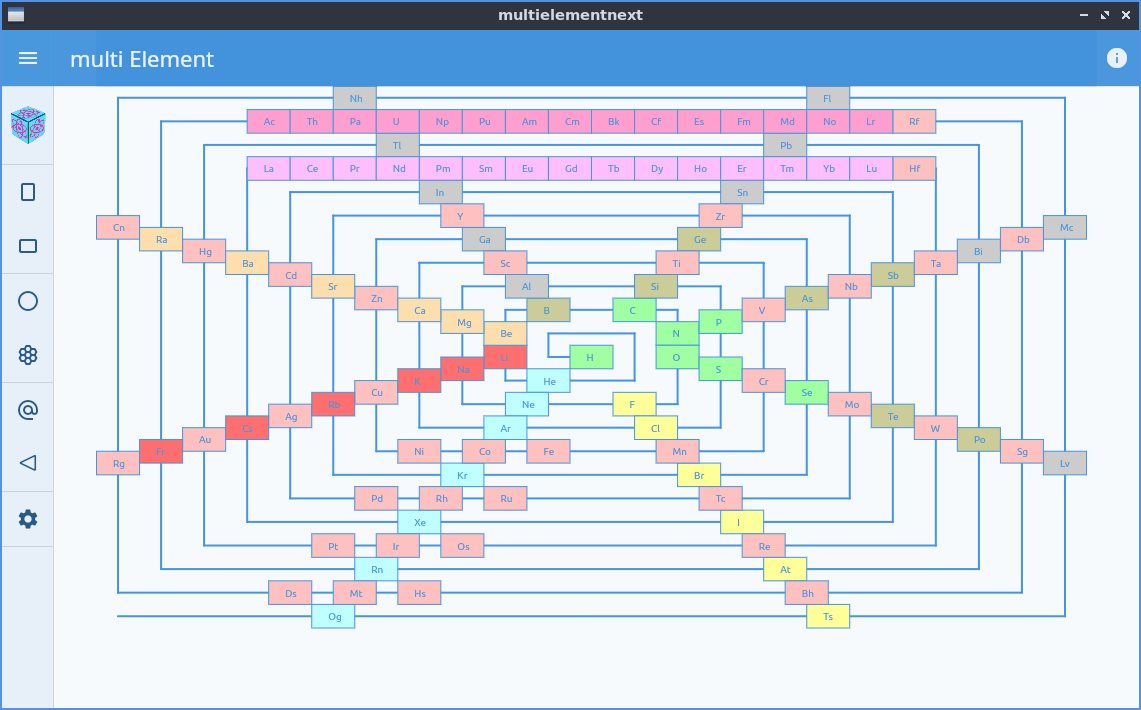 multielementnext
multi Element
Nh Fl
Ac Th Pa U Np Pu Am Cm Bk Cf Es Fm Md No Lr Rf
Tl Pb
La Ce Pr Nd Pm Sm Eu Gd Tb Dy Ho Er Tm Yb Lu Hf
In Sn
Y Zr
Cn Mc
Ra Ga Ge Db
Hg Bi
Ba Sc Ti Ta
Cd Sb
Sr Al Si Nb
Zn As
Ca B C V
Mg P
Be N
Li H O
Na S
K He Cr
Cu Se
Rb Ne F Mo
Ag Te
Cs Ar Cl W
Au Po
Fr Ni Co Fe Mn Sg
Rg Lv
Kr Br
Pd Rh Ru Tc
Xe I
Pt Ir Os Re
Rn At
Ds Mt Hs Bh
Og Ts